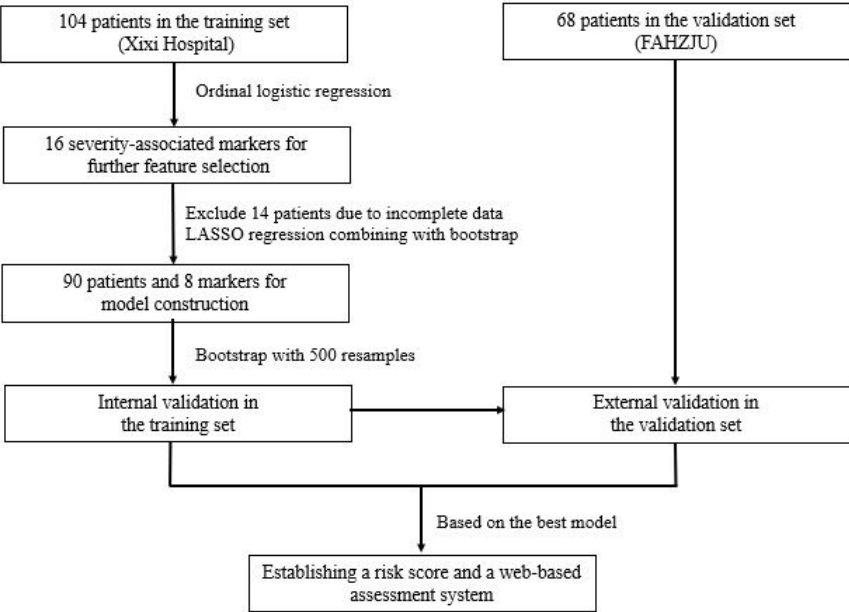 104 patients in the training set
(Xixi Hospital)
68 patients in the validation set
(FAHZJU)
Ordinal logistic regression
16 severity-associated markers for
further feature selection
Exclude 14 patients due to incomplete data
LASSO regression combining with bootstrap
90 patients and 8 markers for
model construction
Bootstrap with 500 resamples
Internal validation in
the training set
External validation in
the validation set
Based on the best model
Establishing a risk score and a web-based
assessment system